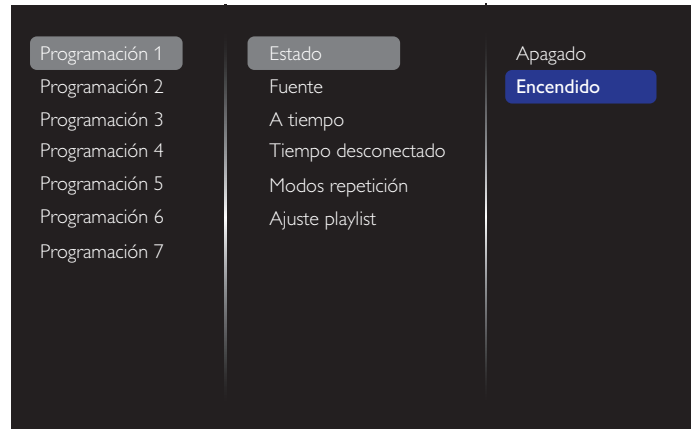 Programación 1
Programación 2
Programación 3
Programación 4
Programación 5
Programación 6
Programación 7
Estado
Fuente
A tiempo
Tiempo desconectado
Modos repetición
Ajuste playlist
Apagado
Encendido